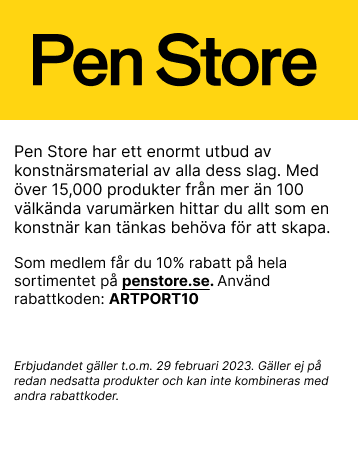 Pen Store
Pen Store har ett enormt utbud av
konstnärsmaterial av alla dess slag. Med
över 15,000 produkter från mer än 100
välkända varumärken hittar du allt som en
konstnär kan tänkas behöva för att skapa.
Som medlem får du 10% rabatt på hela
sortimentet på penstore.se. Använd
rabattkoden: ARTPORT10
Erbjudandet gäller t.o.m. 29 februari 2023. Gäller ej på
redan nedsatta produkter och kan inte kombineras med
andra rabattkoder.